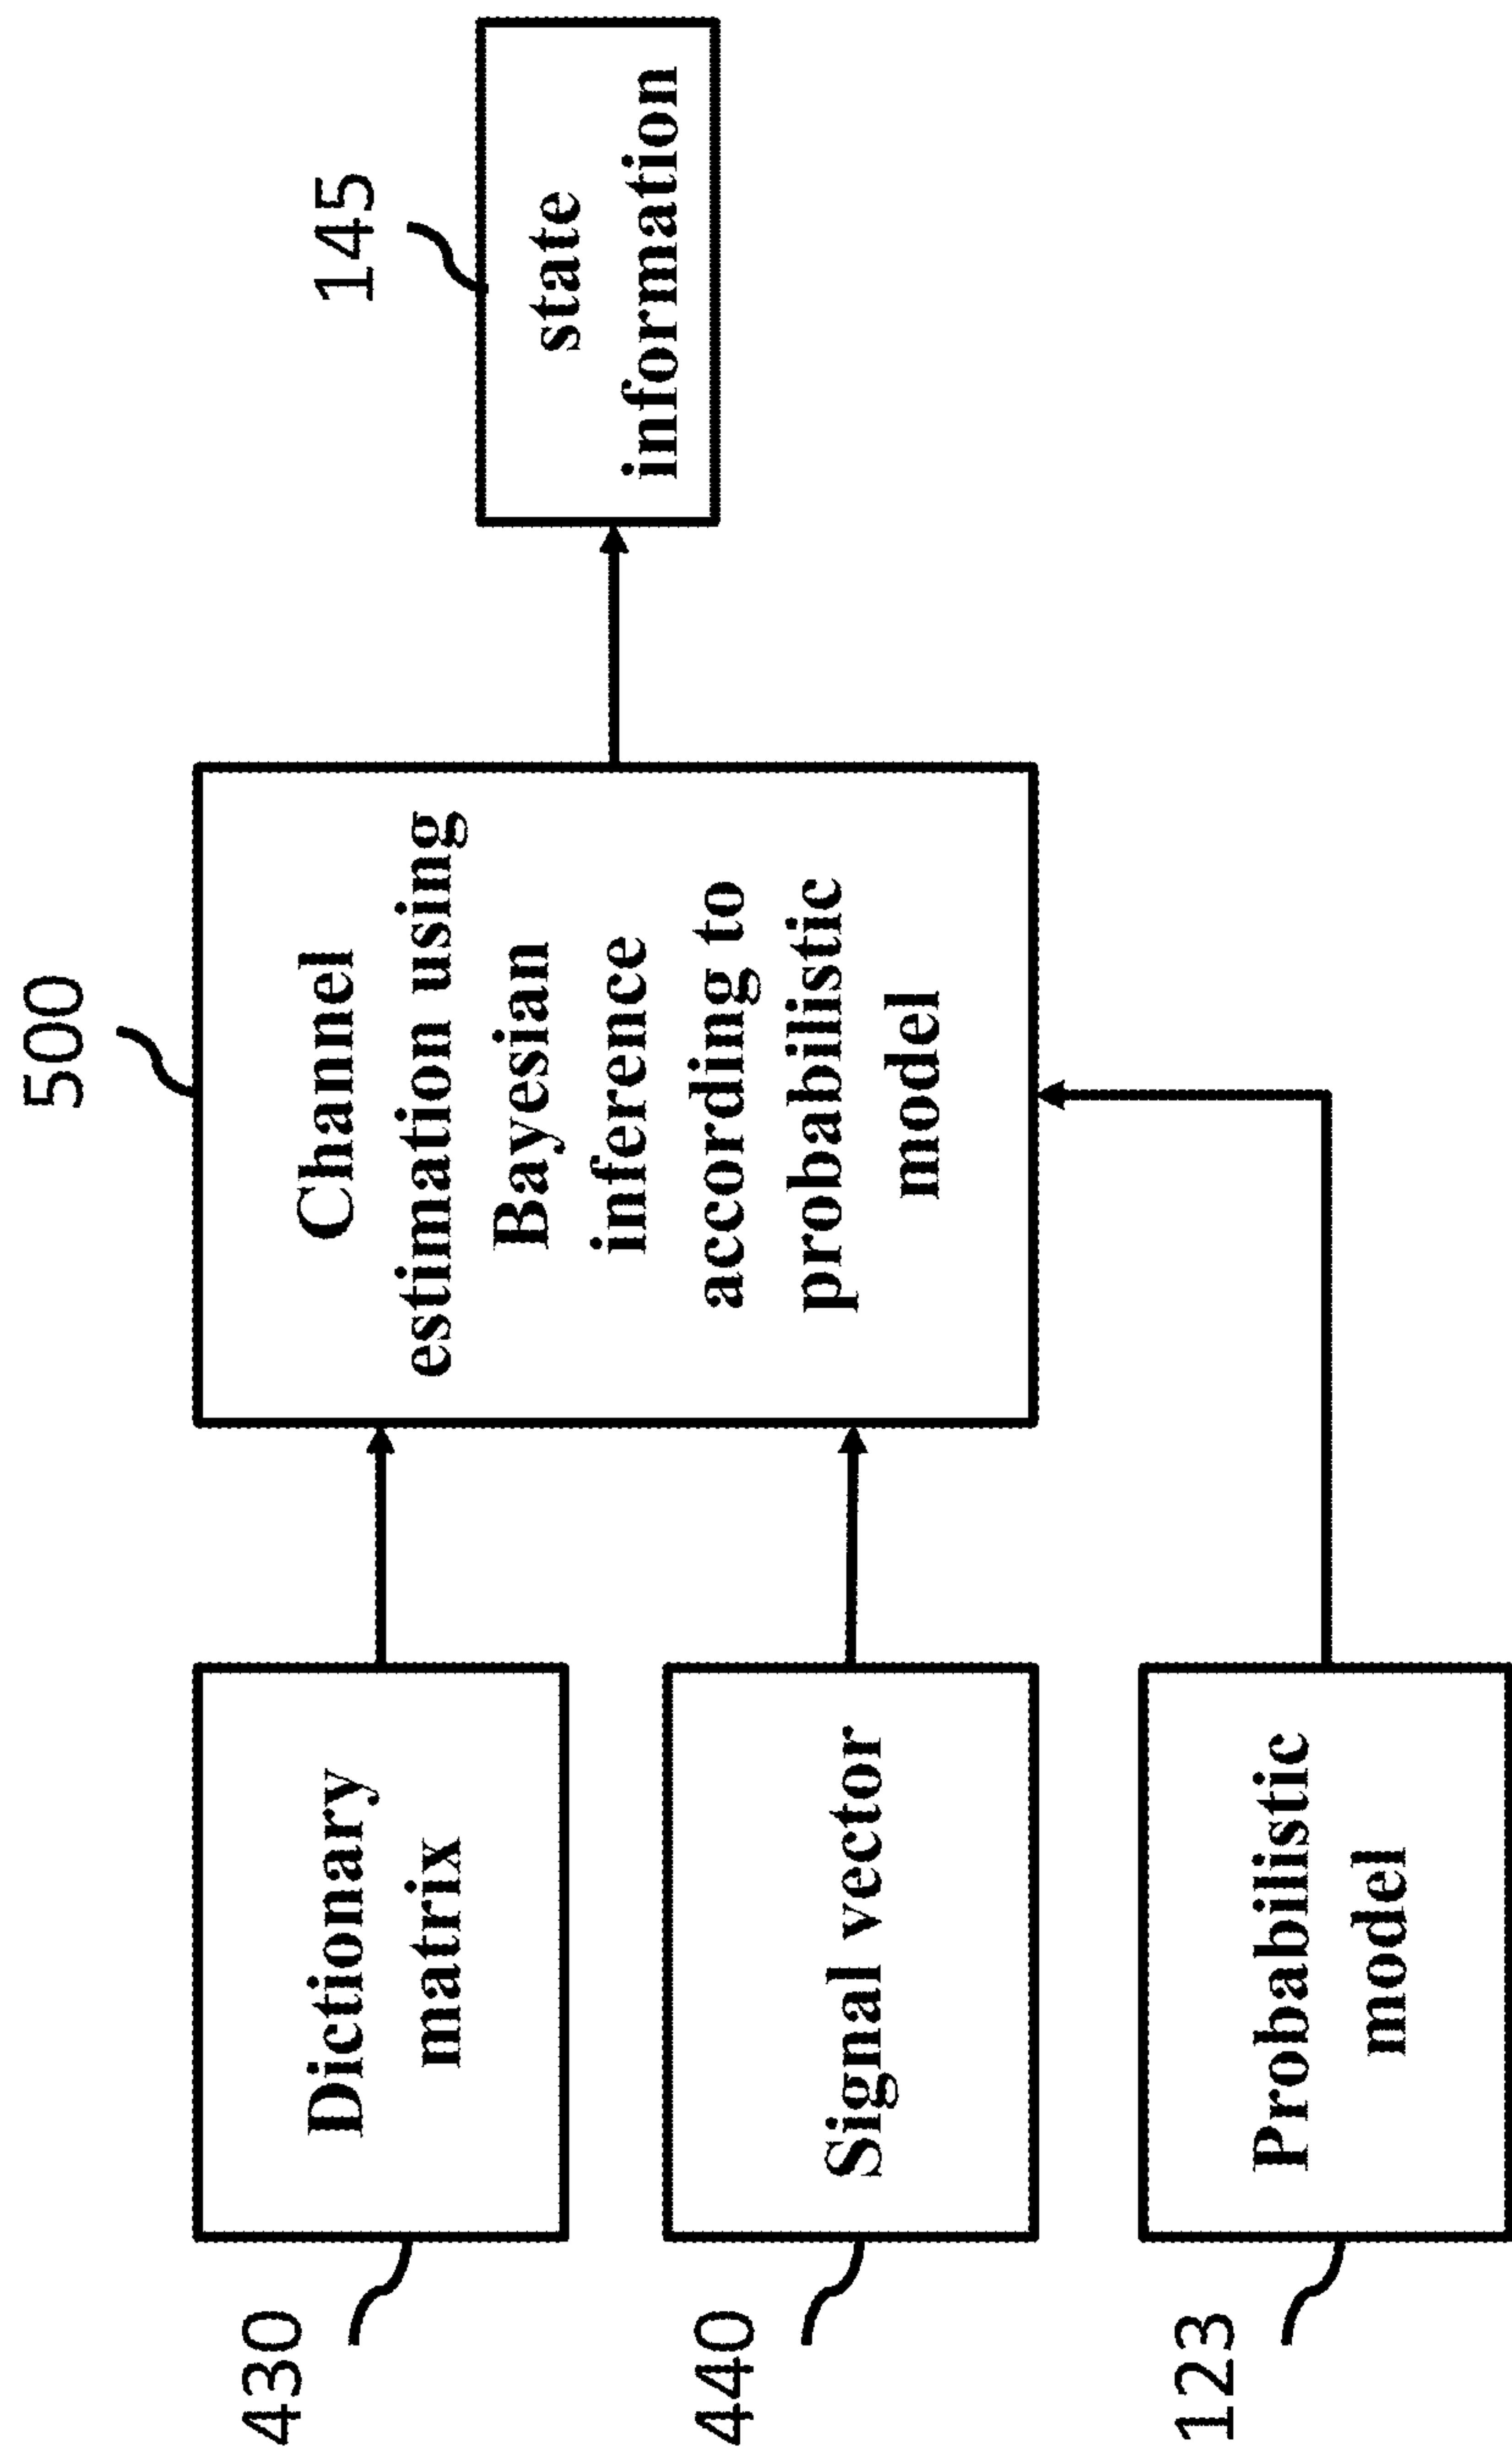 430
Dictionary
matrix
440
Signal vector
123
Probabilistic
model
500
Channel
estimation using
Bayesian
inference
according to
probabilistic
model
145
state
information